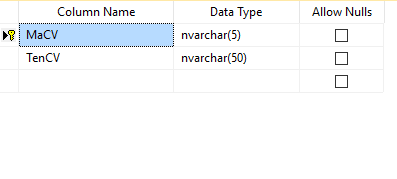 Column Name Data Type Allow Nulls
MaCV nvarchar(5)
TenCV nvarchar(50)